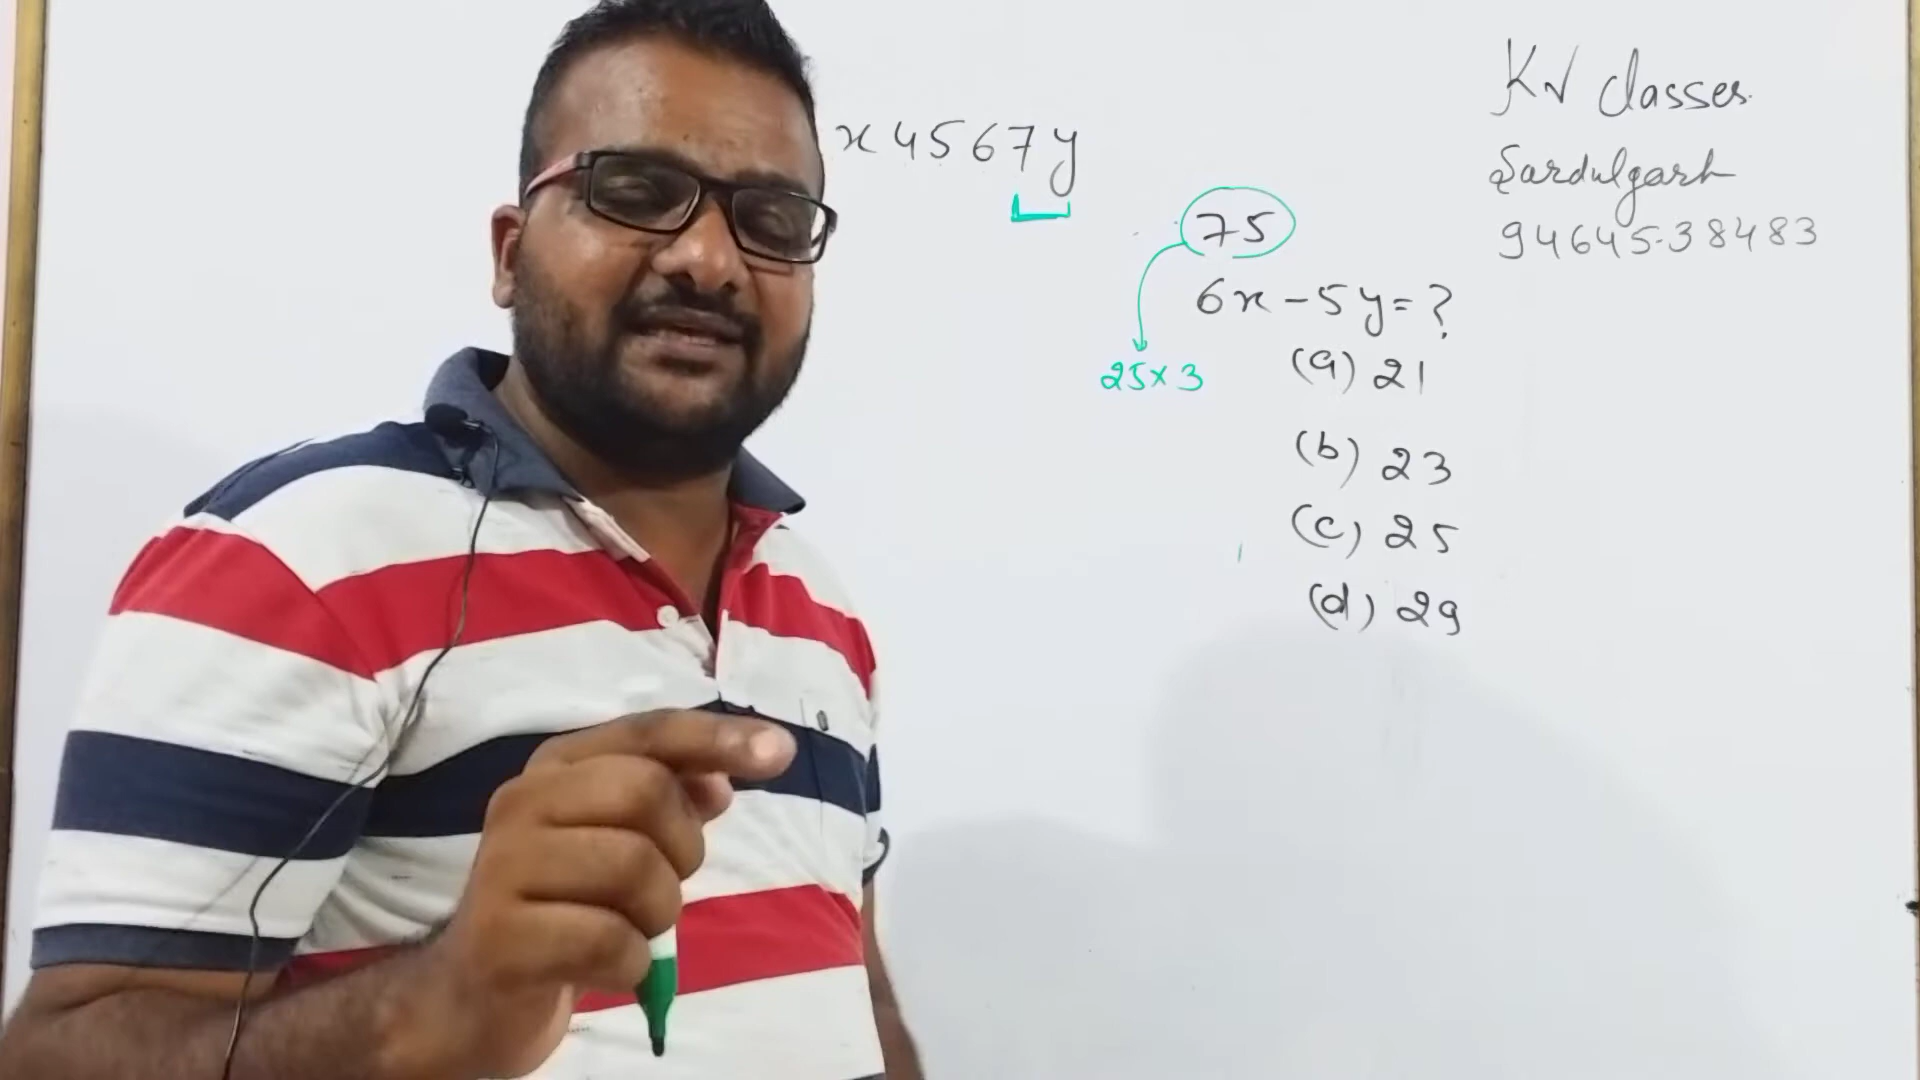 x4567y
75
6x-5y=?
25×3
(a) 21
(b) 23
(c) 25
(d) 29
KV classes
Sardulgarh
94645-38483